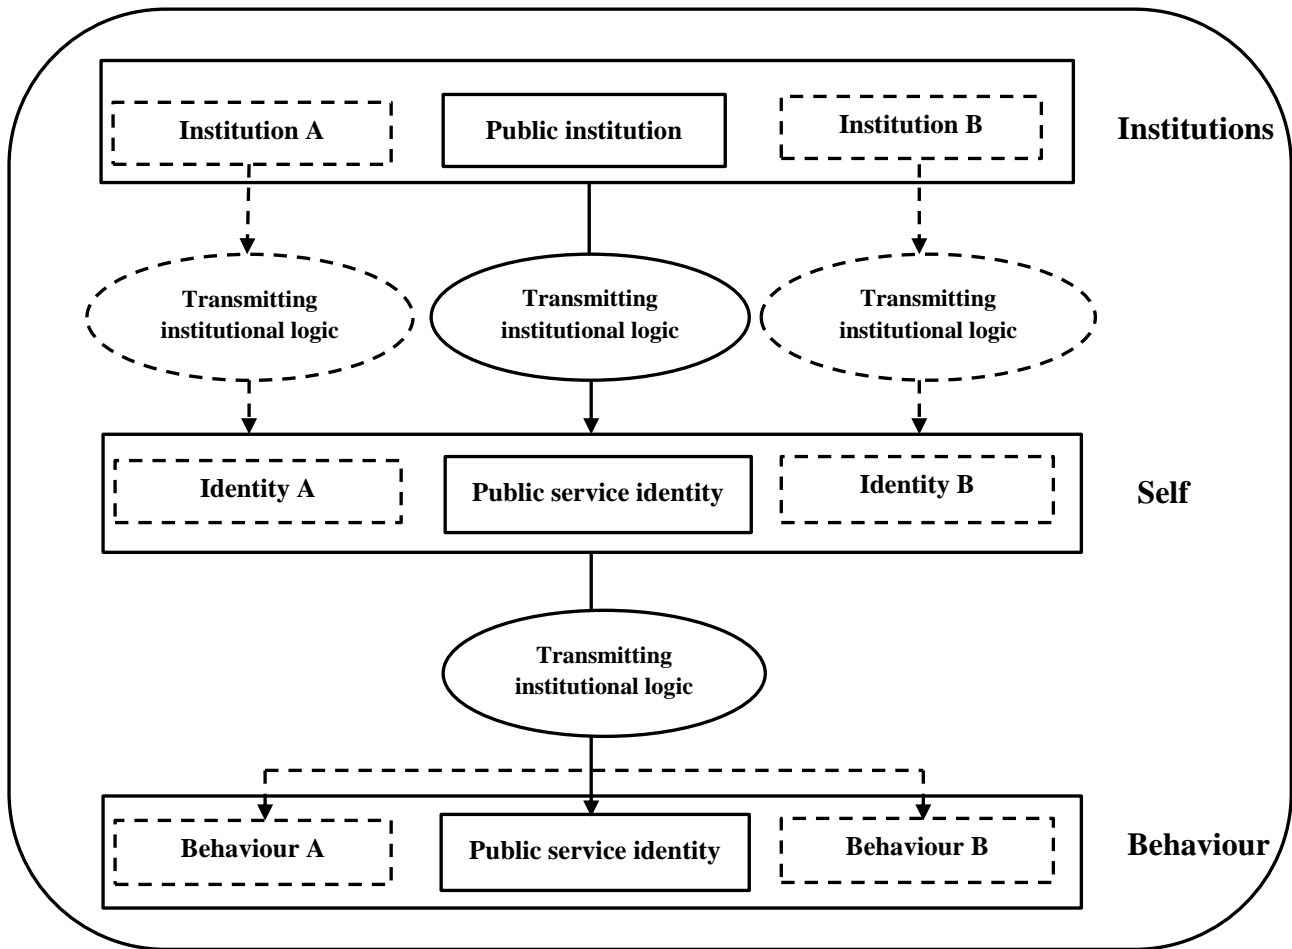 Institution A
Public institution
Institution B
Institutions
Transmitting
institutional logic
Transmitting
institutional logic
Transmitting
institutional logic
Identity A
Public service identity
Identity B
Self
Transmitting
institutional logic
Behaviour A
Public service identity
Behaviour B
Behaviour